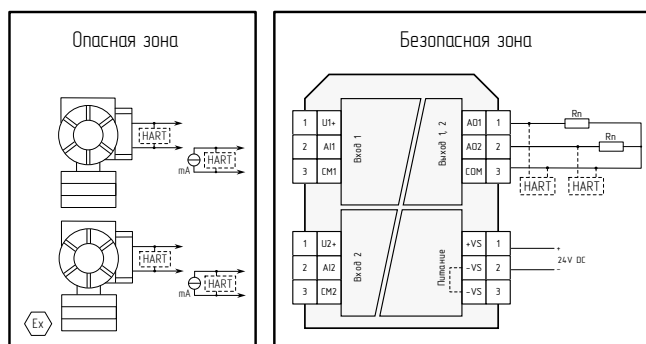 Опасная зона
HART
HART
mA
HART
HART
mA
Ex
Безопасная зона
1 U1+
2 AI1
3 CM1
Вход 1
Выход 1, 2
AO1 1
AO2 2
COM 3
Rn
Rn
HART
HART
1 U2+
2 AI2
3 CM2
Вход 2
Питание
+VS 1
-VS 2
-VS 3
+
24V DC
-